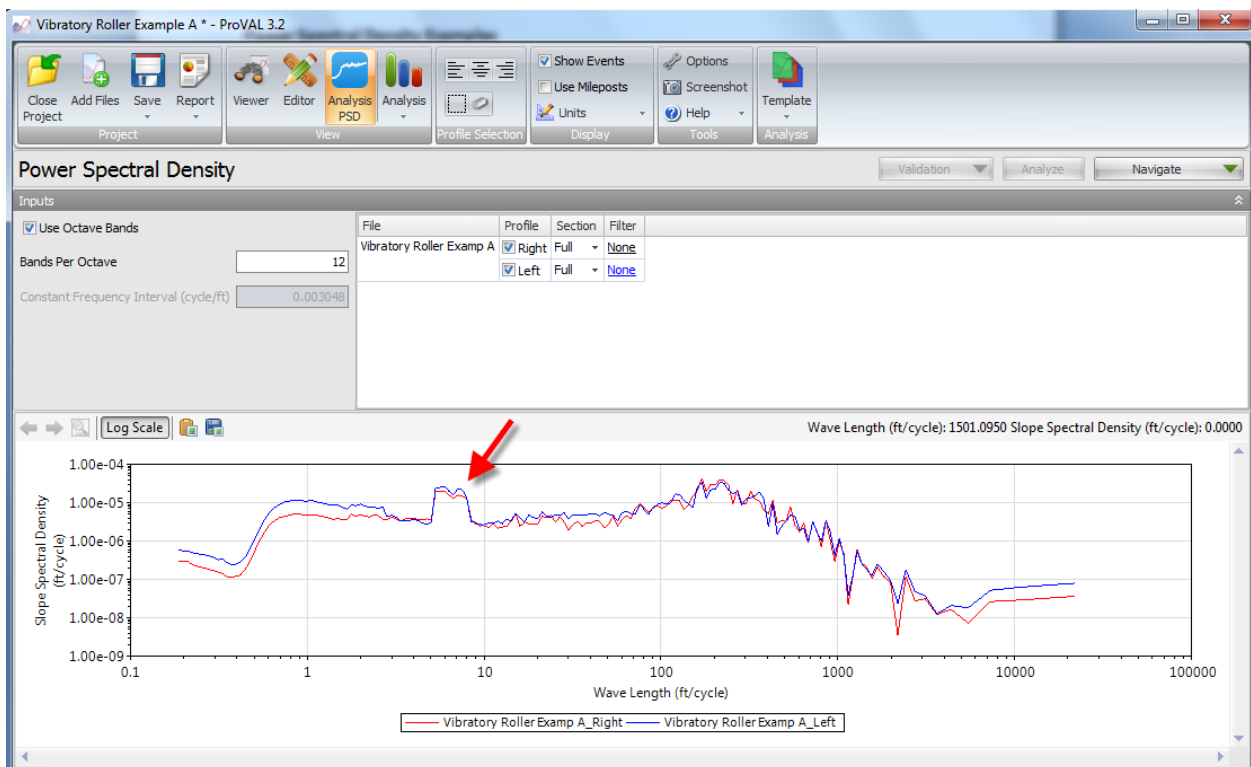 Vibratory Roller Example A * - ProVAL 3.2
Power Spectral Density Examples
Close Project
Add Files
Save
Report
Project
Viewer
Editor
Analysis PSD
Analysis
View
Profile Selection
Show Events
Use Mileposts
Units
Display
Options
Screenshot
Help
Tools
Template
Analysis
Power Spectral Density
Validation
Analyze
Navigate
Inputs
Use Octave Bands
Bands Per Octave 12
Constant Frequency Interval (cycle/ft) 0.003048
File Profile Section Filter
Vibratory Roller Examp A Right Full None
Left Full None
Log Scale
Wave Length (ft/cycle): 1501.0950 Slope Spectral Density (ft/cycle): 0.0000
Slope Spectral Density
(ft/cycle)
1.00e-04
1.00e-05
1.00e-06
1.00e-07
1.00e-08
1.00e-09
0.1 1 10 100 1000 10000 100000
Wave Length (ft/cycle)
Vibratory Roller Examp A_Right Vibratory Roller Examp A_Left